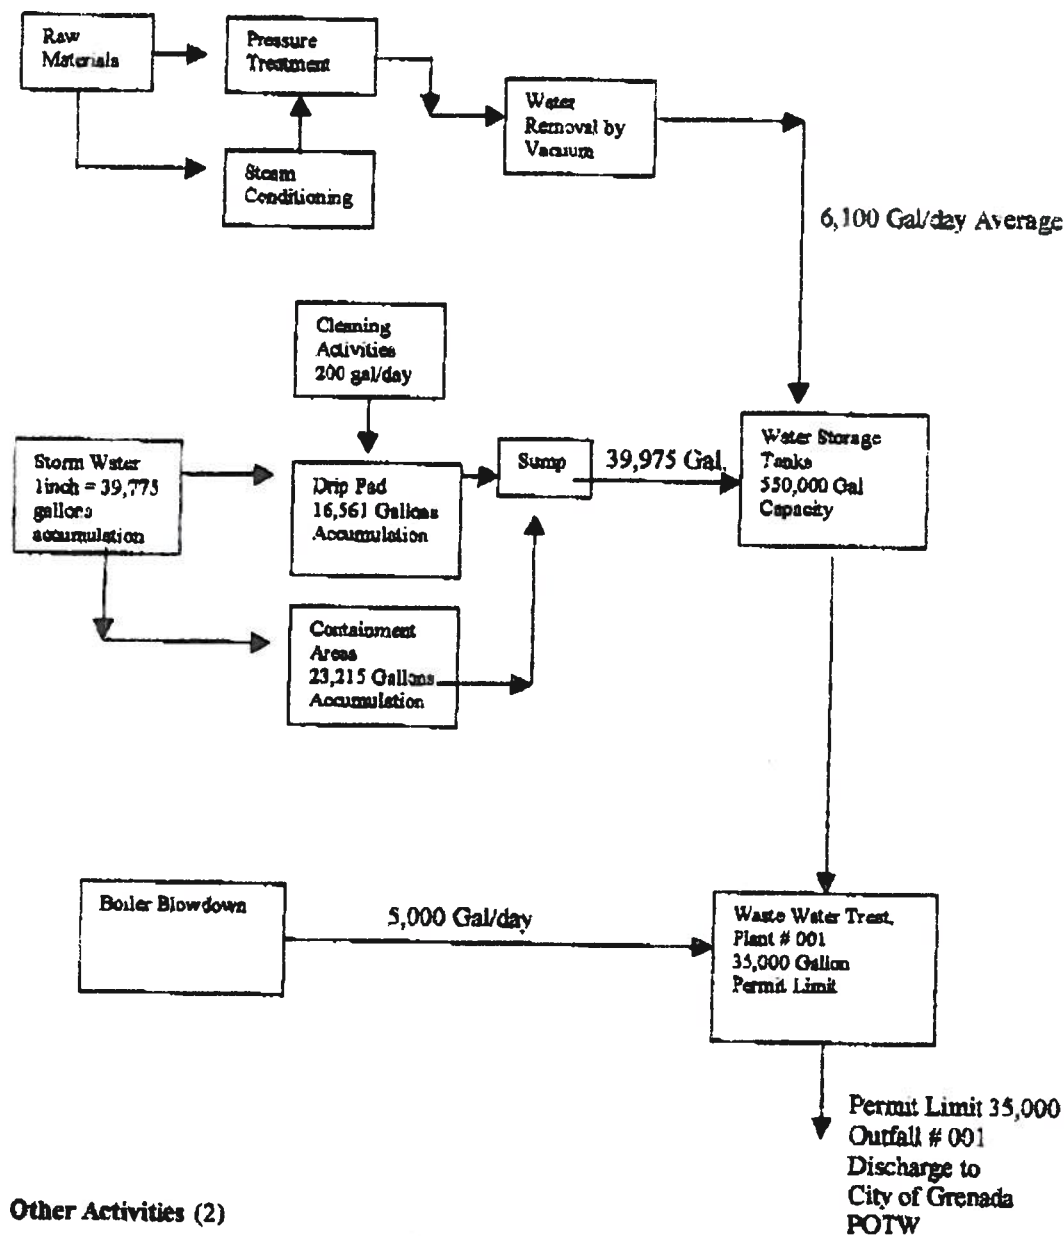 Raw
Materials
Pressure
Treatment
Water
Removal by
Vacuum
Steam
Conditioning
6,100 Gal/day Average
Cleaning
Activities
200 gal/day
Storm Water
1inch = 39,775
gallons
accumulation
Drip Pad
16,561 Gallons
Accumulation
Sump
39,975 Gal.
Water Storage
Tanks
550,000 Gal
Capacity
Containment
Areas
23,215 Gallons
Accumulation
Boiler Blowdown
5,000 Gal/day
Waste Water Treat.
Plant # 001
35,000 Gallon
Permit Limit
Permit Limit 35,000
Outfall # 001
Discharge to
City of Grenada
POTW
Other Activities (2)